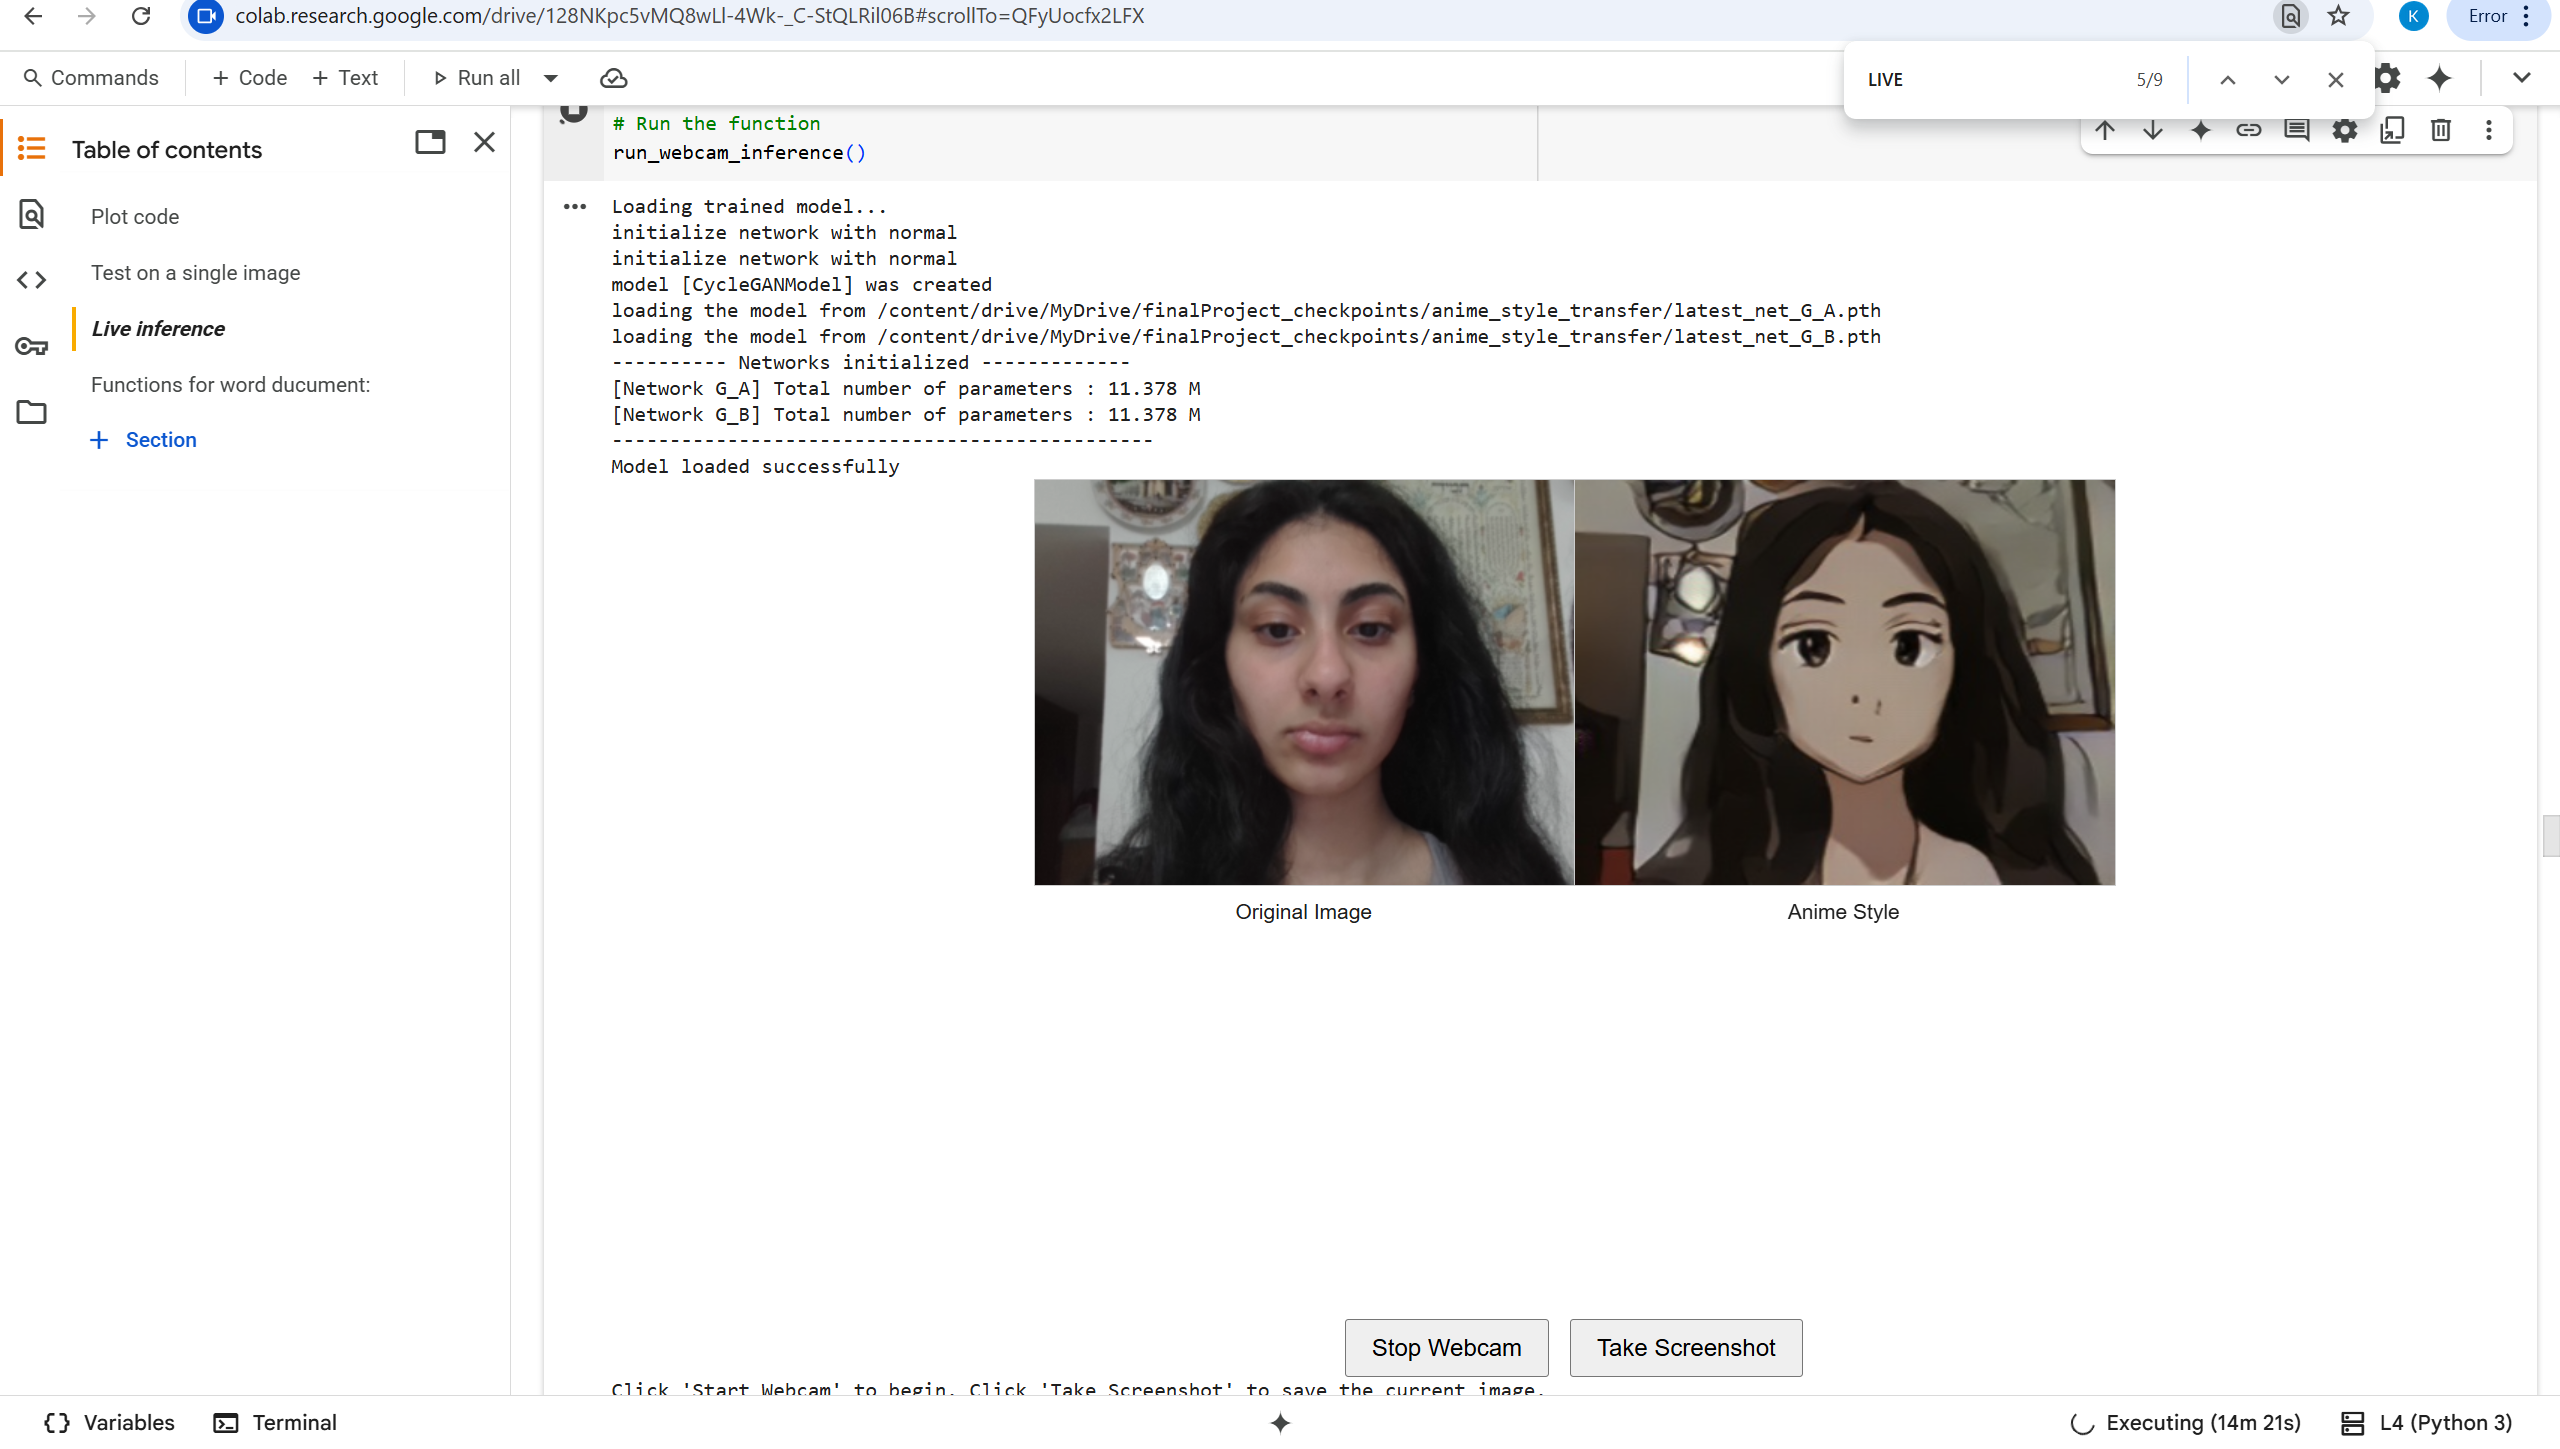 colab.research.google.com/drive/128NKpc5vMQ8wLl-4Wk-_C-StQLRil06B#scrollTo=QFyUocfx2LFX
K
Error
Commands
+ Code
+ Text
Run all
LIVE
5/9
Table of contents
Plot code
Test on a single image
Live inference
Functions for word ducument:
+ Section
# Run the function
run_webcam_inference()
Loading trained model...
initialize network with normal
initialize network with normal
model [CycleGANModel] was created
loading the model from /content/drive/MyDrive/finalProject_checkpoints/anime_style_transfer/latest_net_G_A.pth
loading the model from /content/drive/MyDrive/finalProject_checkpoints/anime_style_transfer/latest_net_G_B.pth
---------- Networks initialized -------------
[Network G_A] Total number of parameters : 11.378 M
[Network G_B] Total number of parameters : 11.378 M
-----------------------------------------------
Model loaded successfully
Original Image
Anime Style
Stop Webcam
Take Screenshot
Click 'Start Webcam' to begin. Click 'Take Screenshot' to save the current image.
Variables
Terminal
Executing (14m 21s)
L4 (Python 3)